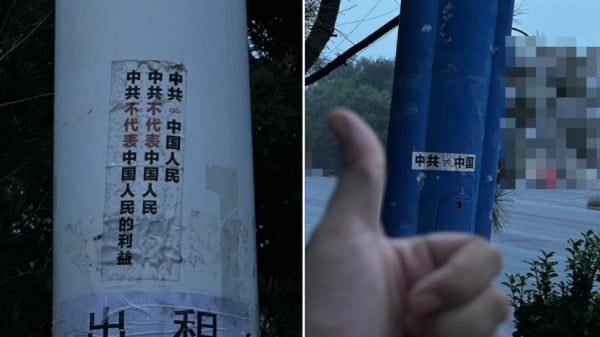 中共≠中国人民
中共不代表中国人民
中共不代表中国人民的利益
出租
中共≠中国